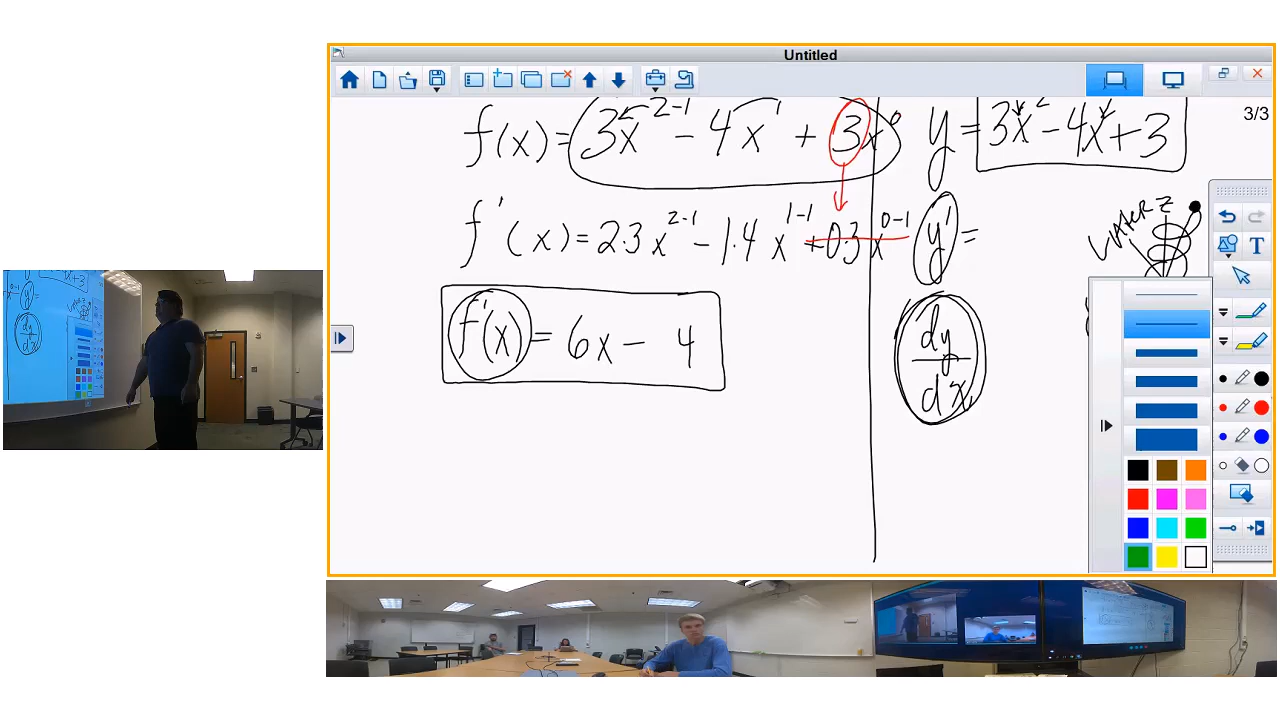 Untitled
3/3
f(x) = 3x^{2-1} - 4x^1 + 3x^0
y = 3x^2 - 4x + 3
f'(x) = 2·3x^{2-1} - 1·4x^{1-1} + 0·3x^{0-1}
y' =
f'(x) = 6x - 4
dy
dx
T